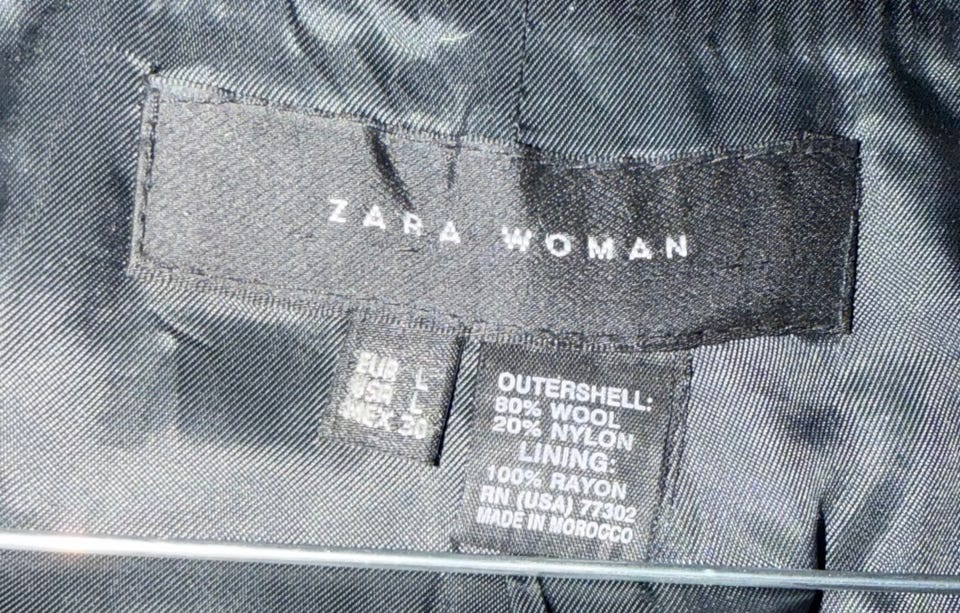 ZARA WOMAN
EUR L
USA L
MEX 30
OUTERSHELL:
80% WOOL
20% NYLON
LINING:
100% RAYON
RN (USA) 77302
MADE IN MOROCCO